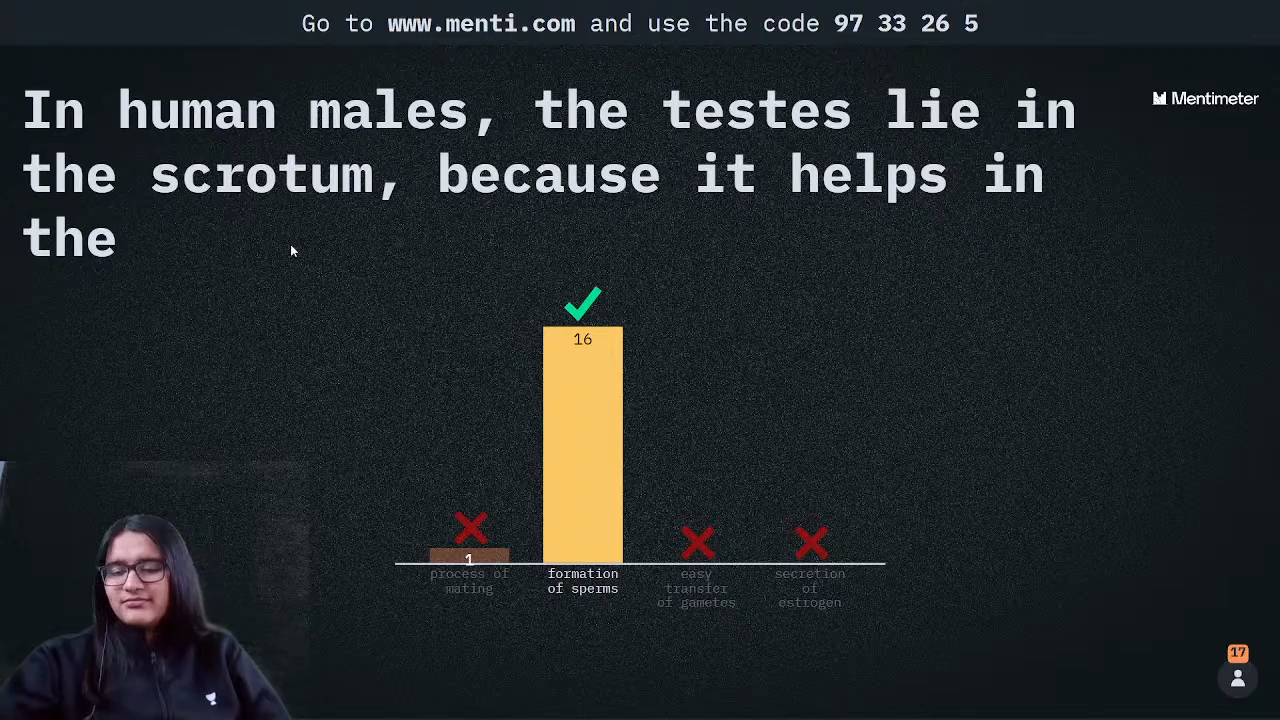 Go to www.menti.com and use the code 97 33 26 5
In human males, the testes lie in
the scrotum, because it helps in
the
Mentimeter
16
1
process of
mating
formation
of sperms
easy
transfer
of gametes
secretion
of
estrogen
17